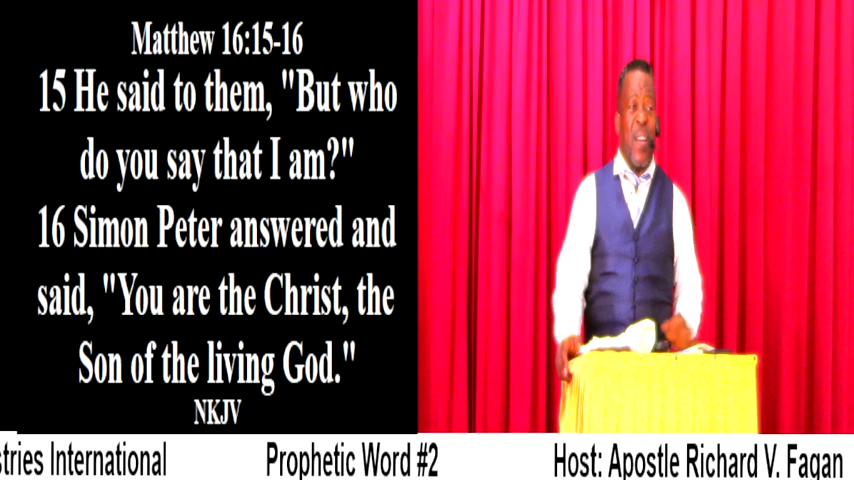 Matthew 16:15-16
15 He said to them, "But who
do you say that I am?"
16 Simon Peter answered and
said, "You are the Christ, the
Son of the living God."
NKJV
International Prophetic Word #2 Host: Apostle Richard V. Fagan